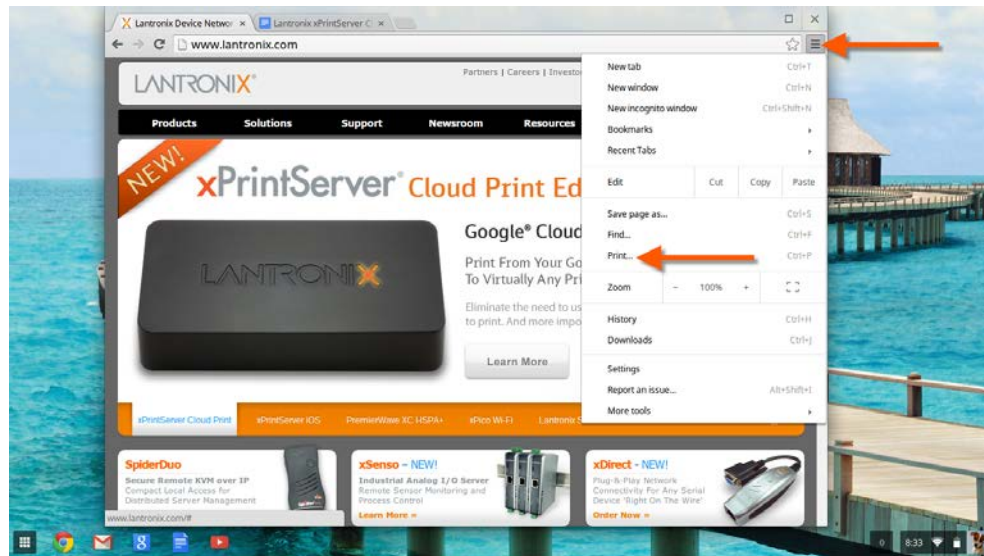 Lantronix Device Networ
Lantronix xPrintServer C
www.lantronix.com
LANTRONIX®
Partners | Careers | Investo
Products Solutions Support Newsroom Resources
NEW!
xPrintServer® Cloud Print Ed
Google® Cloud
Print From Your Go
To Virtually Any Pri
Eliminate the need to us
to print. And more impo
LANTRONIX
Learn More
xPrintServer Cloud Print xPrintServer iOS PremierWave XC HSPA+ xPico Wi-Fi Lantronix S
SpiderDuo
Secure Remote KVM over IP
Compact Local Access for
Distributed Server Management
xSenso – NEW!
Industrial Analog I/O Server
Remote Sensor Monitoring and
Process Control
Learn More »
xDirect - NEW!
Plug-&-Play Network
Connectivity For Any Serial
Device 'Right On The Wire'
Order Now »
www.lantronix.com/#
New tab Ctrl+T
New window Ctrl+N
New incognito window Ctrl+Shift+N
Bookmarks
Recent Tabs
Edit Cut Copy Paste
Save page as... Ctrl+S
Find... Ctrl+F
Print... Ctrl+P
Zoom - 100% +
History Ctrl+H
Downloads Ctrl+J
Settings
Report an issue... Alt+Shift+I
More tools
8
0 8:33